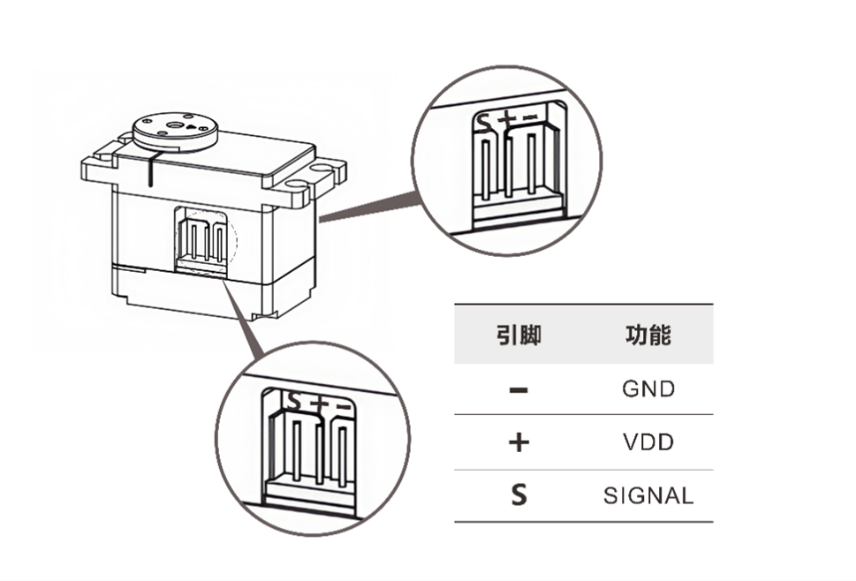 S + -
S + -
引脚 功能
- GND
+ VDD
S SIGNAL